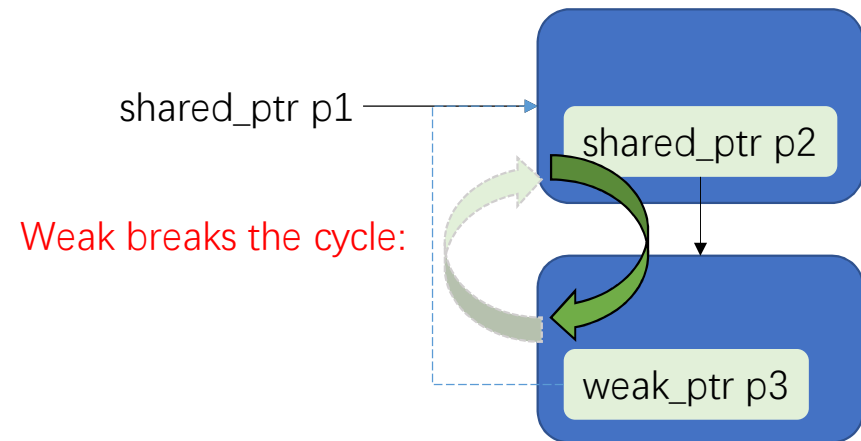 shared_ptr p1
shared_ptr p2
Weak breaks the cycle:
weak_ptr p3